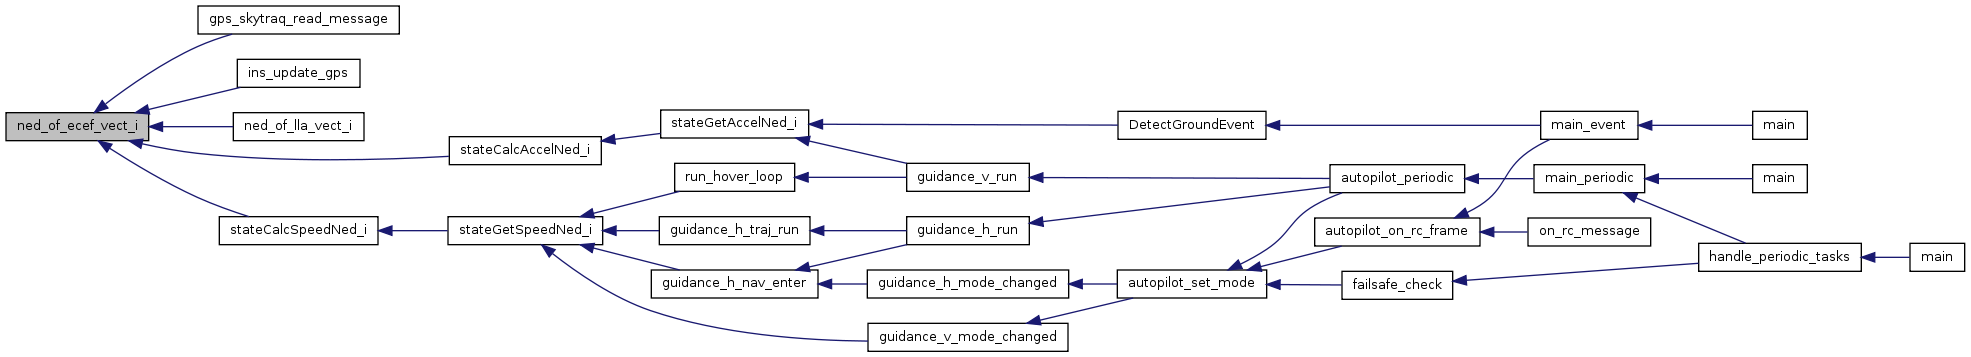 gps_skytraq_read_message
ins_update_gps
ned_of_ecef_vect_i
ned_of_lla_vect_i
stateCalcAccelNed_i
stateGetAccelNed_i
DetectGroundEvent
main_event
main
run_hover_loop
guidance_v_run
autopilot_periodic
main_periodic
main
stateCalcSpeedNed_i
stateGetSpeedNed_i
guidance_h_traj_run
guidance_h_run
autopilot_on_rc_frame
on_rc_message
handle_periodic_tasks
main
guidance_h_nav_enter
guidance_h_mode_changed
autopilot_set_mode
failsafe_check
guidance_v_mode_changed